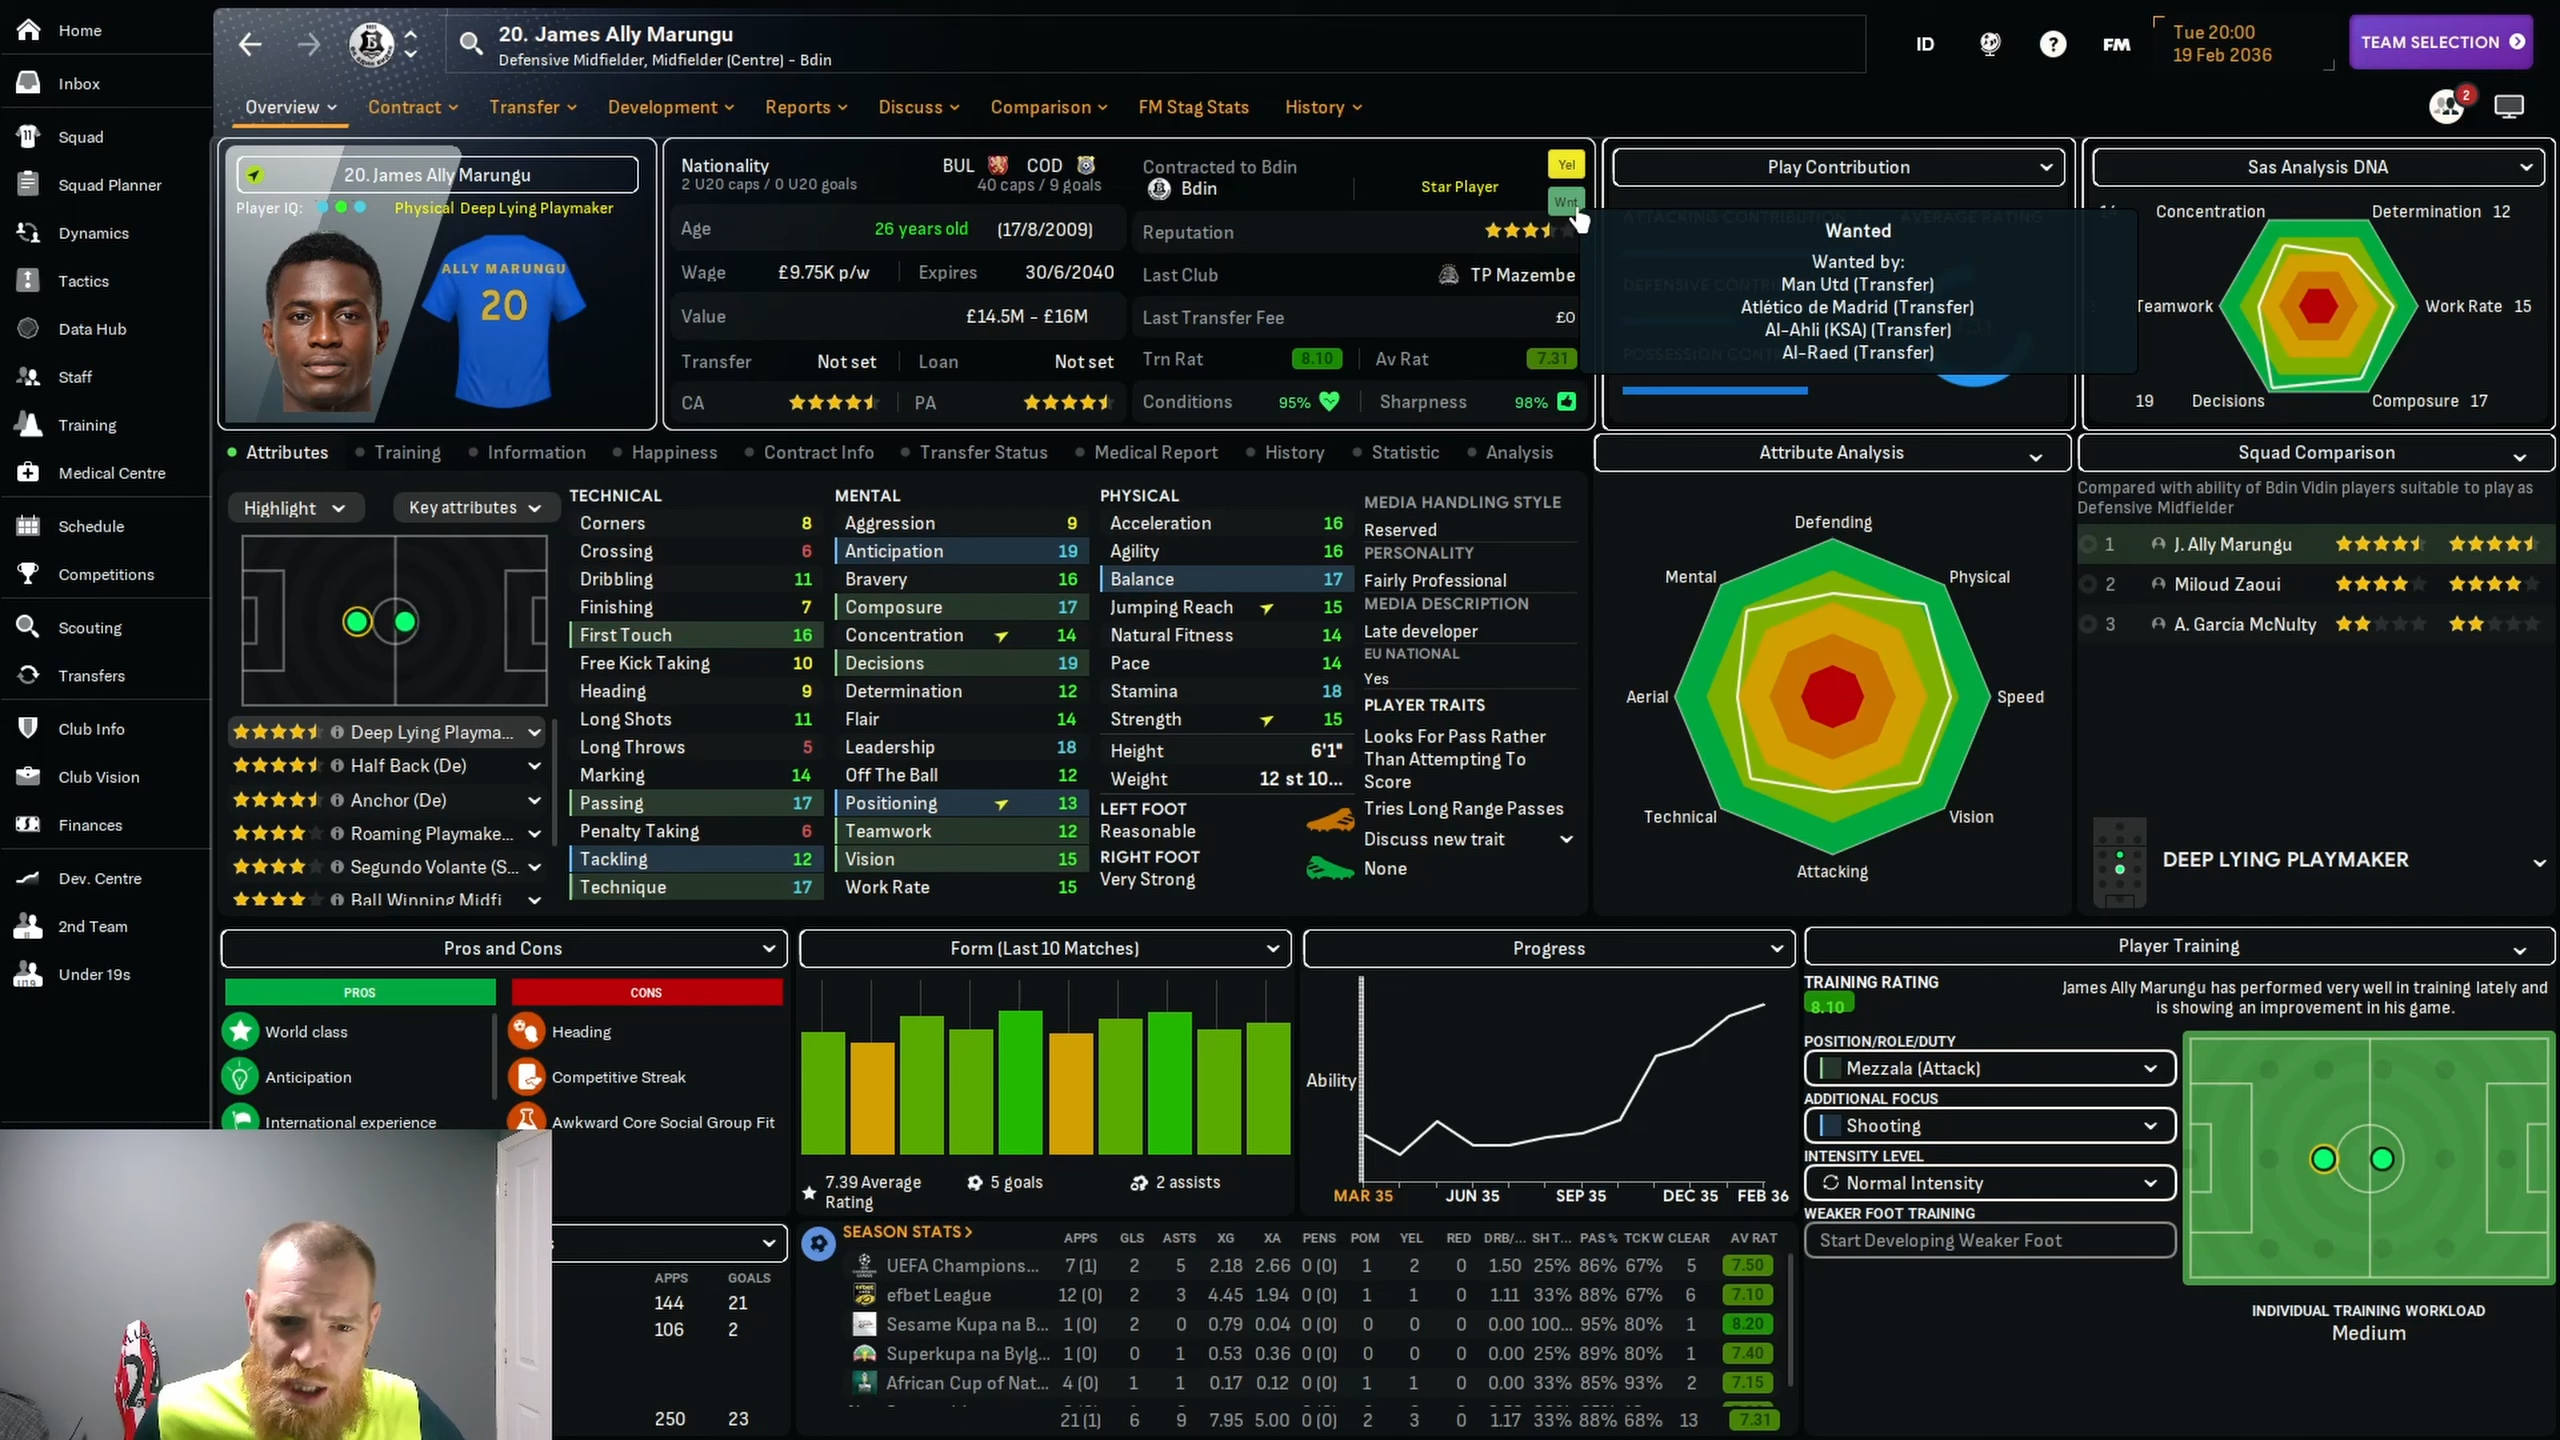 Home
Inbox
Squad
Squad Planner
Dynamics
Tactics
Data Hub
Staff
Training
Medical Centre
Schedule
Competitions
Scouting
Transfers
Club Info
Club Vision
Finances
Dev. Centre
2nd Team
Under 19s
20. James Ally Marungu
Defensive Midfielder, Midfielder (Centre) - Bdin
ID
FM
Tue 20:00
19 Feb 2036
TEAM SELECTION
Overview
Contract
Transfer
Development
Reports
Discuss
Comparison
FM Stag Stats
History
2
20. James Ally Marungu
Player IQ:
Physical Deep Lying Playmaker
ALLY MARUNGU
20
Nationality
BUL
COD
2 U20 caps / 0 U20 goals
40 caps / 9 goals
Age
26 years old
(17/8/2009)
Wage
£9.75K p/w
Expires
30/6/2040
Value
£14.5M - £16M
Transfer
Not set
Loan
Not set
CA
PA
Contracted to Bdin
Bdin
Star Player
Yel
Wnt
Reputation
Last Club
TP Mazembe
Last Transfer Fee
£0
Trn Rat
8.10
Av Rat
7.31
Conditions
95%
Sharpness
98%
Play Contribution
Wanted
Wanted by:
Man Utd (Transfer)
Atlético de Madrid (Transfer)
Al-Ahli (KSA) (Transfer)
Al-Raed (Transfer)
Sas Analysis DNA
Concentration
Determination 12
Teamwork
Work Rate 15
19 Decisions
Composure 17
Attributes
Training
Information
Happiness
Contract Info
Transfer Status
Medical Report
History
Statistic
Analysis
Highlight
Key attributes
Deep Lying Playma...
Half Back (De)
Anchor (De)
Roaming Playmake...
Segundo Volante (S...
Ball Winning Midfi
TECHNICAL
Corners 8
Crossing 6
Dribbling 11
Finishing 7
First Touch 16
Free Kick Taking 10
Heading 9
Long Shots 11
Long Throws 5
Marking 14
Passing 17
Penalty Taking 6
Tackling 12
Technique 17
MENTAL
Aggression 9
Anticipation 19
Bravery 16
Composure 17
Concentration 14
Decisions 19
Determination 12
Flair 14
Leadership 18
Off The Ball 12
Positioning 13
Teamwork 12
Vision 15
Work Rate 15
PHYSICAL
Acceleration 16
Agility 16
Balance 17
Jumping Reach 15
Natural Fitness 14
Pace 14
Stamina 18
Strength 15
Height 6'1"
Weight 12 st 10...
LEFT FOOT
Reasonable
RIGHT FOOT
Very Strong
MEDIA HANDLING STYLE
Reserved
PERSONALITY
Fairly Professional
MEDIA DESCRIPTION
Late developer
EU NATIONAL
Yes
PLAYER TRAITS
Looks For Pass Rather
Than Attempting To
Score
Tries Long Range Passes
Discuss new trait
None
Attribute Analysis
Defending
Mental
Physical
Aerial
Speed
Technical
Vision
Attacking
Squad Comparison
Compared with ability of Bdin Vidin players suitable to play as
Defensive Midfielder
1 J. Ally Marungu
2 Miloud Zaoui
3 A. García McNulty
DEEP LYING PLAYMAKER
Pros and Cons
PROS
CONS
World class
Anticipation
International experience
Heading
Competitive Streak
Awkward Core Social Group Fit
APPS GOALS
144 21
106 2
250 23
Form (Last 10 Matches)
7.39 Average
Rating
5 goals
2 assists
Progress
Ability
MAR 35
JUN 35
SEP 35
DEC 35
FEB 36
SEASON STATS
APPS GLS ASTS XG XA PENS POM YEL RED DRB/... SH T... PAS % TCK W CLEAR AV RAT
UEFA Champions... 7 (1) 2 5 2.18 2.66 0 (0) 1 2 0 1.50 25% 86% 67% 5 7.50
efbet League 12 (0) 2 3 4.45 1.94 0 (0) 1 1 0 1.11 33% 88% 67% 6 7.10
Sesame Kupa na B... 1 (0) 2 0 0.79 0.04 0 (0) 0 0 0 0.00 100... 95% 80% 1 8.20
Superkupa na Bylg... 1 (0) 0 1 0.53 0.36 0 (0) 0 0 0 0.00 25% 89% 80% 1 7.40
African Cup of Nat... 4 (0) 1 1 0.17 0.12 0 (0) 1 1 0 0.00 33% 85% 93% 2 7.15
21 (1) 6 9 7.95 5.00 0 (0) 2 3 0 1.17 33% 88% 68% 13 7.31
Player Training
TRAINING RATING
8.10
James Ally Marungu has performed very well in training lately and
is showing an improvement in his game.
POSITION/ROLE/DUTY
Mezzala (Attack)
ADDITIONAL FOCUS
Shooting
INTENSITY LEVEL
Normal Intensity
WEAKER FOOT TRAINING
Start Developing Weaker Foot
INDIVIDUAL TRAINING WORKLOAD
Medium